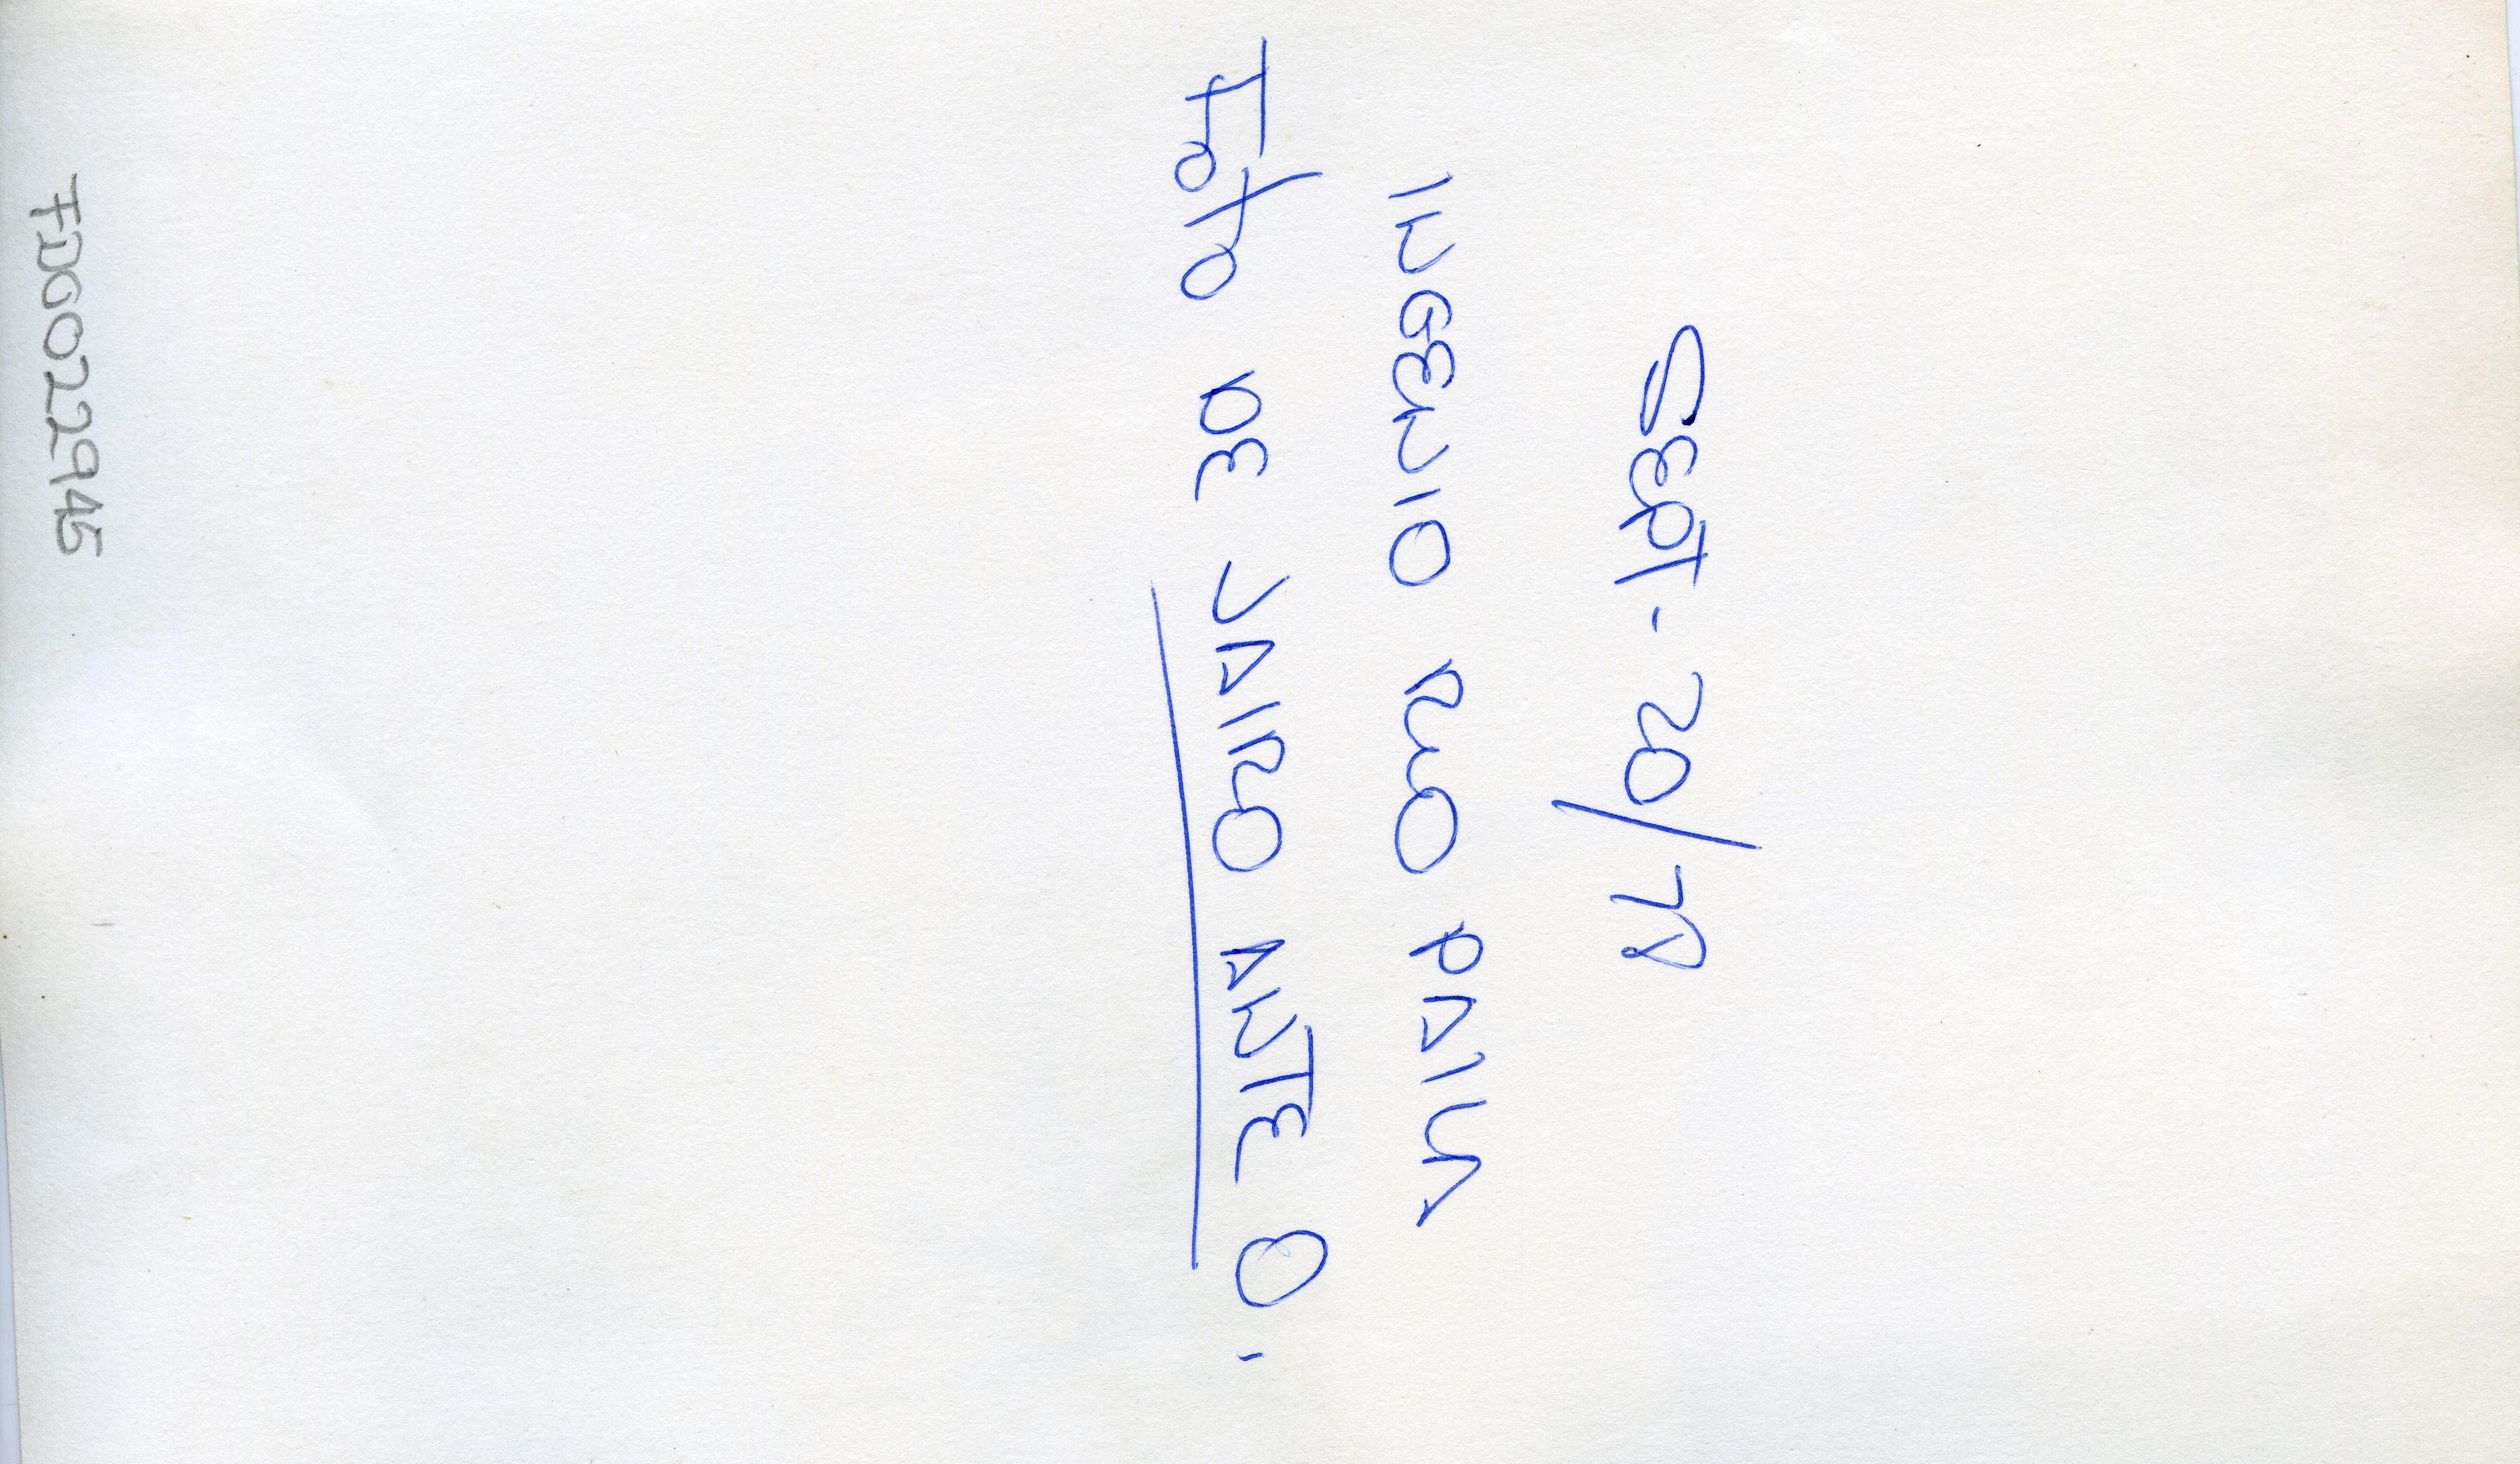 SEPT - 20/78
INGENIO RIO PAILA
FOTO DE JAIRO ANTE O.
FDG022945